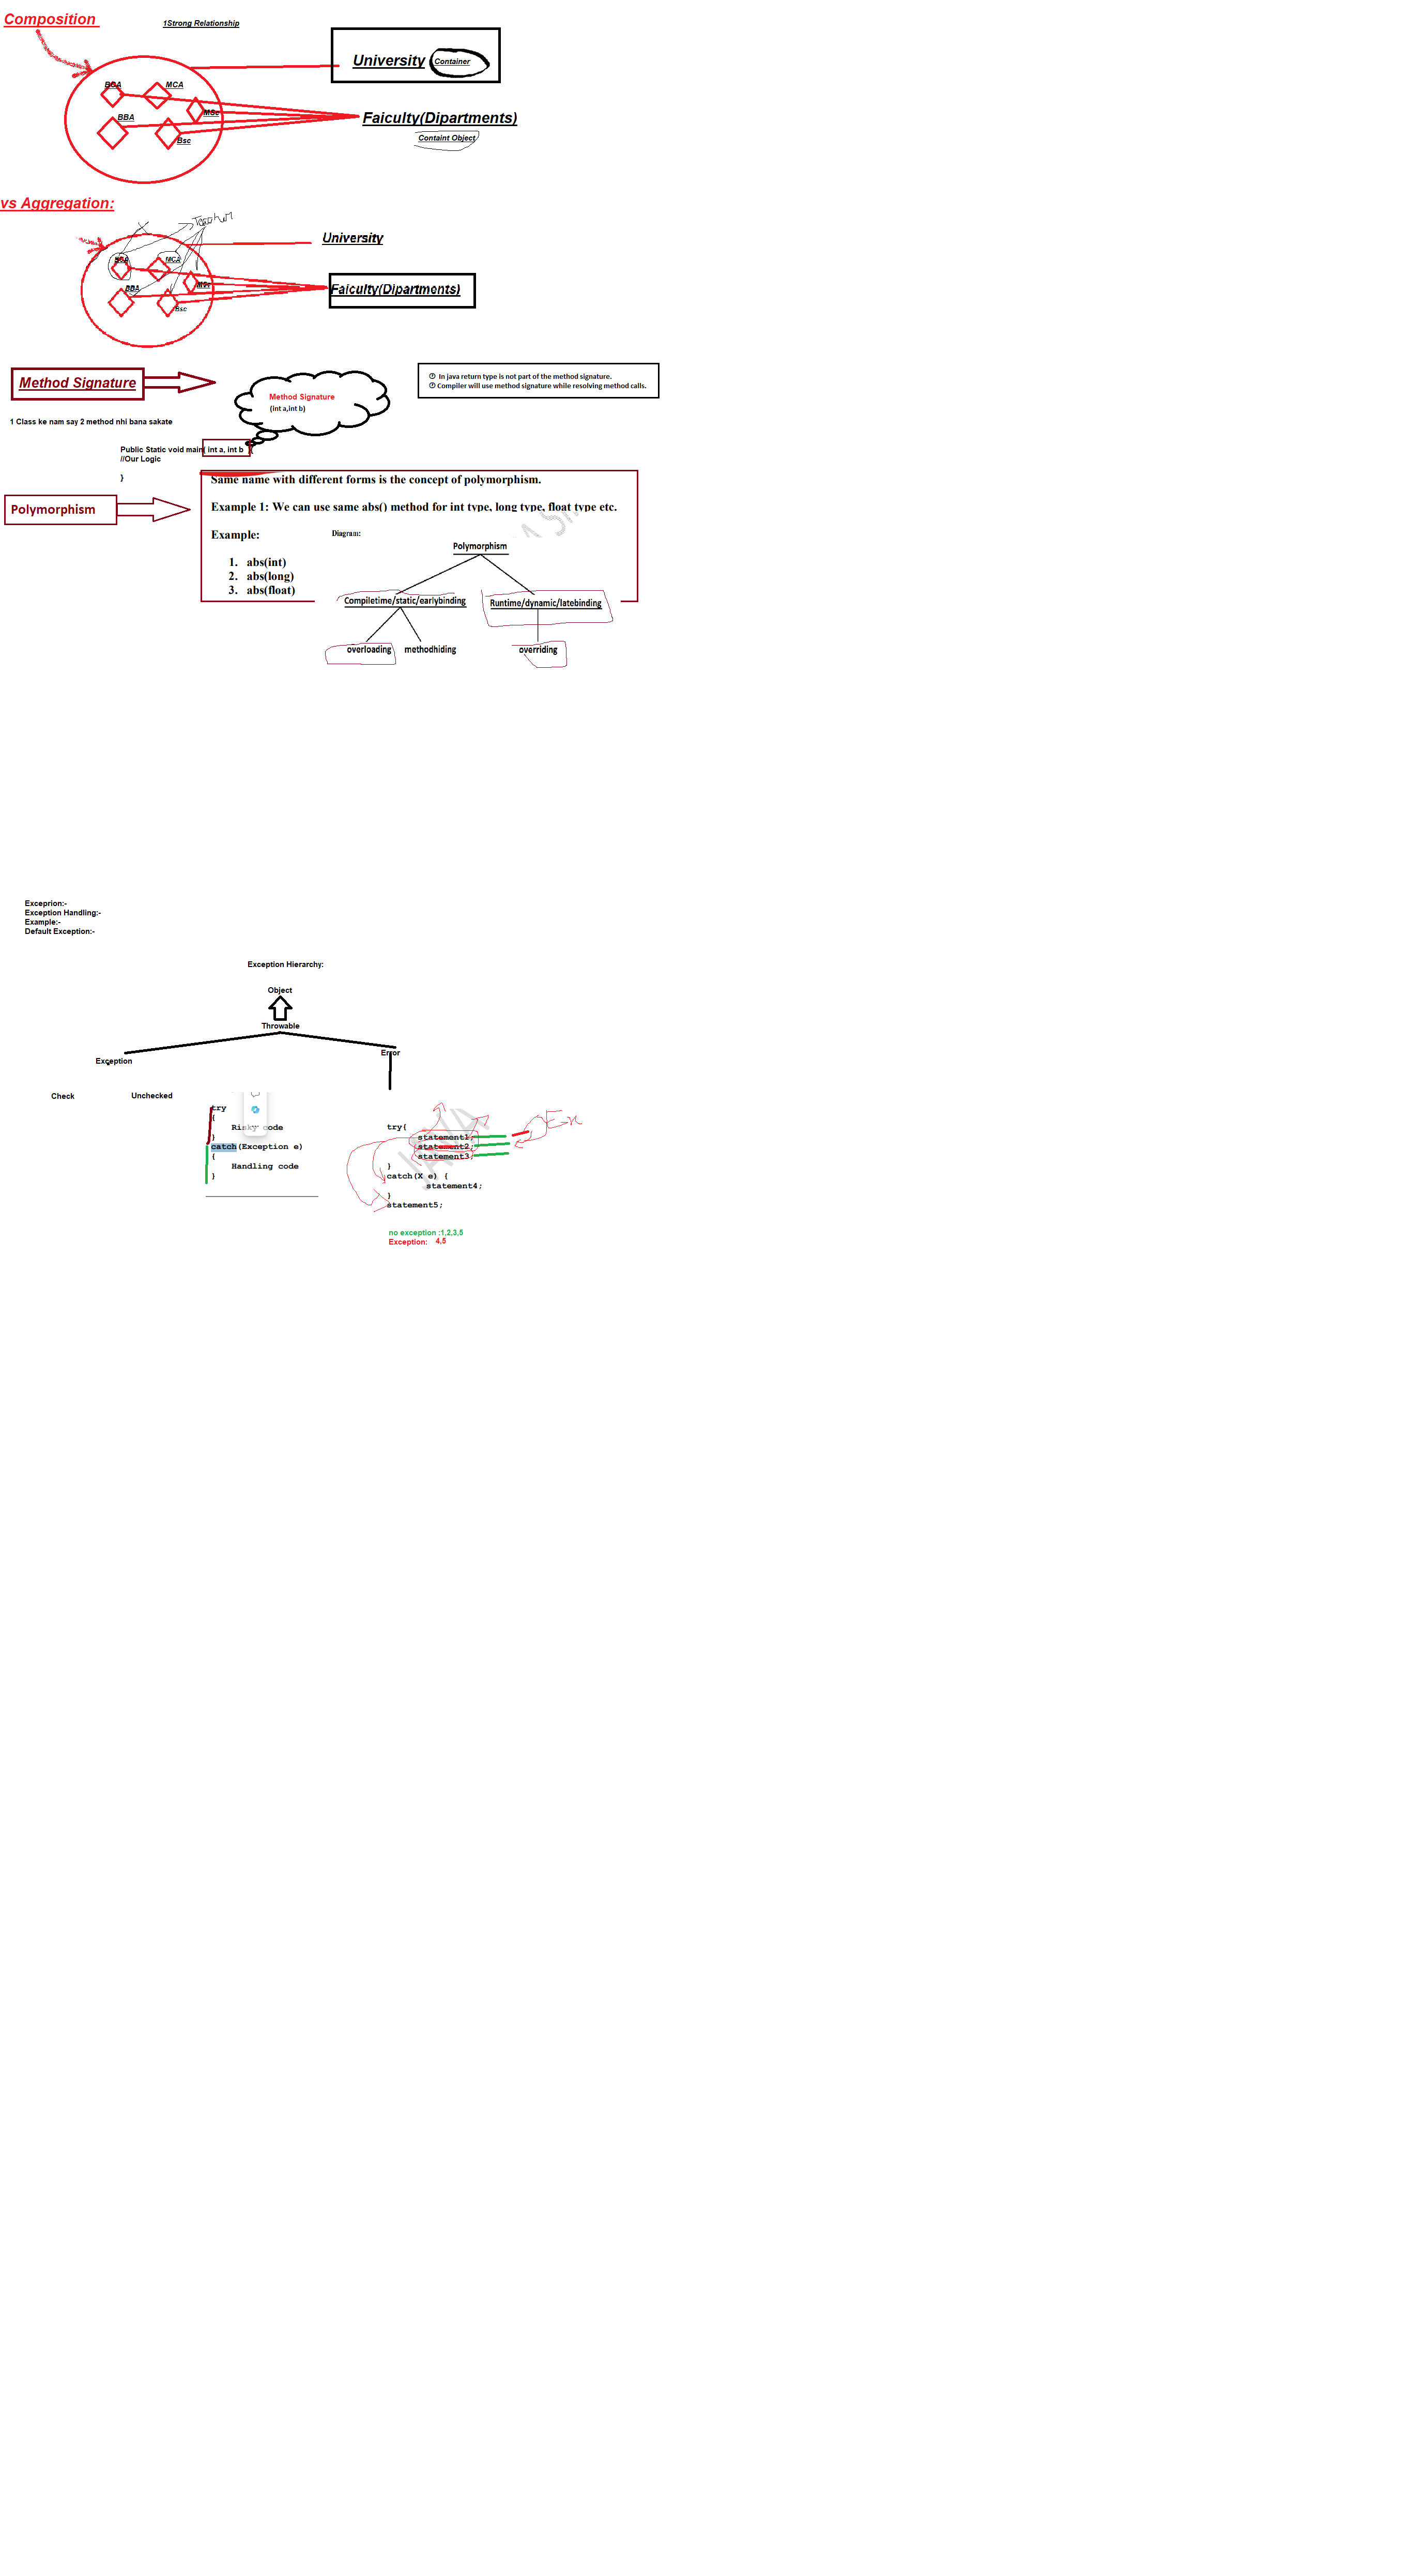 Composition
1Strong Relationship
University
Container
BCA
MCA
MSc
BBA
Bsc
Faiculty(Dipartments)
Containt Object
vs Aggregation:
Teacher
University
BCA
MCA
MSc
BBA
Bsc
Faiculty(Dipartments)
Method Signature
Method Signature
(int a,int b)
In java return type is not part of the method signature.
Compiler will use method signature while resolving method calls.
1 Class ke nam say 2 method nhi bana sakate
Public Static void main( int a, int b ){
//Our Logic
}
Polymorphism
Same name with different forms is the concept of polymorphism.
Example 1: We can use same abs() method for int type, long type, float type etc.
Example:
1. abs(int)
2. abs(long)
3. abs(float)
Diagram:
Polymorphism
Compiletime/static/earlybinding
Runtime/dynamic/latebinding
overloading
methodhiding
overriding
Exceprion:-
Exception Handling:-
Example:-
Default Exception:-
Exception Hierarchy:
Object
Throwable
Exception
Error
Check
Unchecked
try
{
Risky code
}
catch(Exception e)
{
Handling code
}
try{
statement1;
statement2;
statement3;
}
catch(X e) {
statement4;
}
statement5;
JAVA
no exception :1,2,3,5
Exception: 4,5